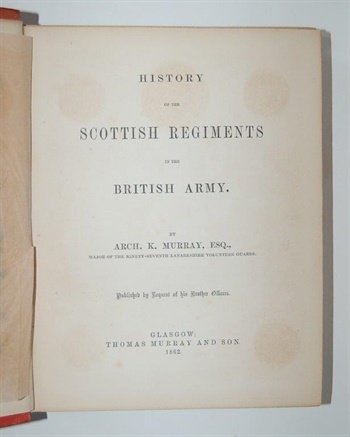 HISTORY
OF THE
SCOTTISH REGIMENTS
IN THE
BRITISH ARMY.
BY
ARCH. K. MURRAY, ESQ.,
MAJOR OF THE NINETY-SEVENTH LANARKSHIRE VOLUNTEER GUARDS.
Published by Request of his Brother Officers.
GLASGOW:
THOMAS MURRAY AND SON.
1862.